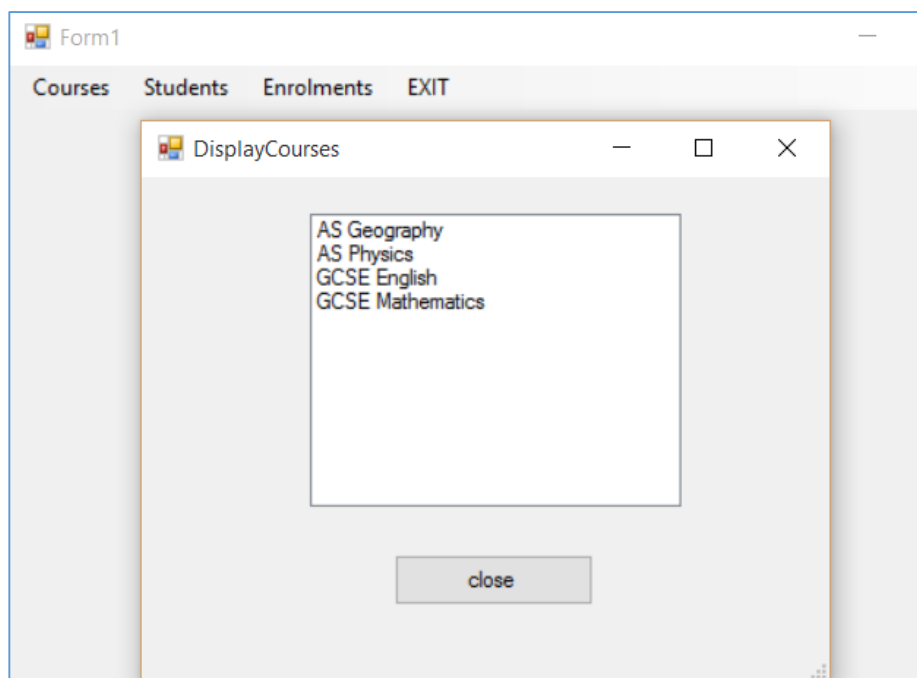 Form1
Courses Students Enrolments EXIT
DisplayCourses
AS Geography
AS Physics
GCSE English
GCSE Mathematics
close